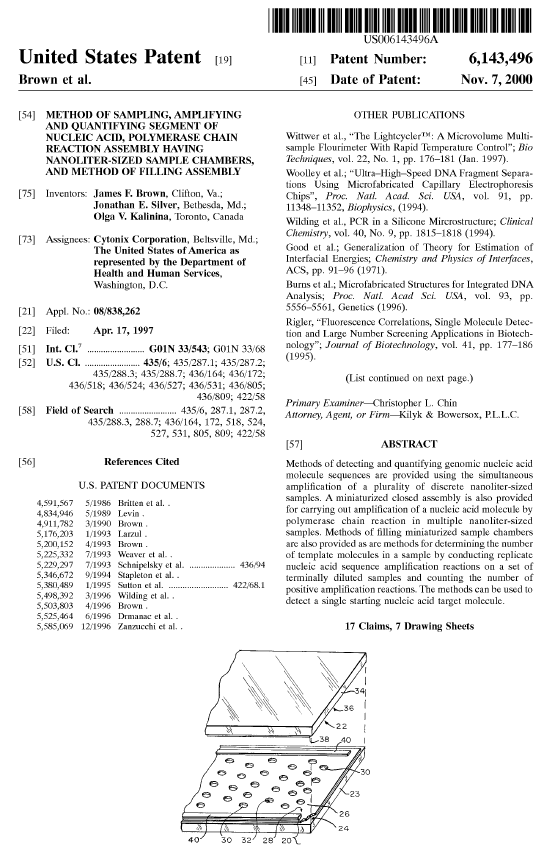 US006143496A
United States Patent [19]
Brown et al.
[11] Patent Number: 6,143,496
[45] Date of Patent: Nov. 7, 2000
[54] METHOD OF SAMPLING, AMPLIFYING
AND QUANTIFYING SEGMENT OF
NUCLEIC ACID, POLYMERASE CHAIN
REACTION ASSEMBLY HAVING
NANOLITER-SIZED SAMPLE CHAMBERS,
AND METHOD OF FILLING ASSEMBLY
[75] Inventors: James F. Brown, Clifton, Va.;
Jonathan E. Silver, Bethesda, Md.;
Olga V. Kalinina, Toronto, Canada
[73] Assignees: Cytonix Corporation, Beltsville, Md.;
The United States of America as
represented by the Department of
Health and Human Services,
Washington, D.C.
[21] Appl. No.: 08/838,262
[22] Filed: Apr. 17, 1997
[51] Int. Cl.7 .................... G01N 33/543; G01N 33/68
[52] U.S. Cl. .................... 435/6; 435/287.1; 435/287.2;
435/288.3; 435/288.7; 436/164; 436/172;
436/518; 436/524; 436/527; 436/531; 436/805;
436/809; 422/58
[58] Field of Search .................... 435/6, 287.1, 287.2,
435/288.3, 288.7; 436/164, 172, 518, 524,
527, 531, 805, 809; 422/58
[56] References Cited
U.S. PATENT DOCUMENTS
4,591,567 5/1986 Britten et al. .
4,834,946 5/1989 Levin .
4,911,782 3/1990 Brown .
5,176,203 1/1993 Larzul .
5,200,152 4/1993 Brown .
5,225,332 7/1993 Weaver et al. .
5,229,297 7/1993 Schnipelsky et al. .................... 436/94
5,346,672 9/1994 Stapleton et al. .
5,380,489 1/1995 Sutton et al. .................... 422/68.1
5,498,392 3/1996 Wilding et al. .
5,503,803 4/1996 Brown .
5,525,464 6/1996 Drmanac et al. .
5,585,069 12/1996 Zanzucchi et al. .
OTHER PUBLICATIONS
Wittwer et al., “The Lightcycler™: A Microvolume Multi-
sample Flourimeter With Rapid Temperature Control”; Bio
Techniques, vol. 22, No. 1, pp. 176–181 (Jan. 1997).
Woolley et al.; “Ultra–High–Speed DNA Fragment Separa-
tions Using Microfabricated Capillary Electrophoresis
Chips”, Proc. Natl. Acad. Sci. USA, vol. 91, pp.
11348–11352, Biophysics, (1994).
Wilding et al., PCR in a Silicone Mircrostructure; Clinical
Chemistry, vol. 40, No. 9, pp. 1815–1818 (1994).
Good et al.; Generalization of Theory for Estimation of
Interfacial Energies; Chemistry and Physics of Interfaces,
ACS, pp. 91–96 (1971).
Burns et al.; Microfabricated Structures for Integrated DNA
Analysis; Proc. Natl. Acad Sci. USA, vol. 93, pp.
5556–5561, Genetics (1996).
Rigler, “Fluorescence Correlations, Single Molecule Detec-
tion and Large Number Screening Applications in Biotech-
nology”; Journal of Biotechnology, vol. 41, pp. 177–186
(1995).
(List continued on next page.)
Primary Examiner—Christopher L. Chin
Attorney, Agent, or Firm—Kilyk & Bowersox, P.L.L.C.
[57] ABSTRACT
Methods of detecting and quantifying genomic nucleic acid
molecule sequences are provided using the simultaneous
amplification of a plurality of discrete nanoliter-sized
samples. A miniaturized closed assembly is also provided
for carrying out amplification of a nucleic acid molecule by
polymerase chain reaction in multiple nanoliter-sized
samples. Methods of filling miniaturized sample chambers
are also provided as are methods for determining the number
of template molecules in a sample by conducting replicate
nucleic acid sequence amplification reactions on a set of
terminally diluted samples and counting the number of
positive amplification reactions. The methods can be used to
detect a single starting nucleic acid target molecule.
17 Claims, 7 Drawing Sheets
34
36
22
38
40
30
23
26
24
40 30 32 28 20